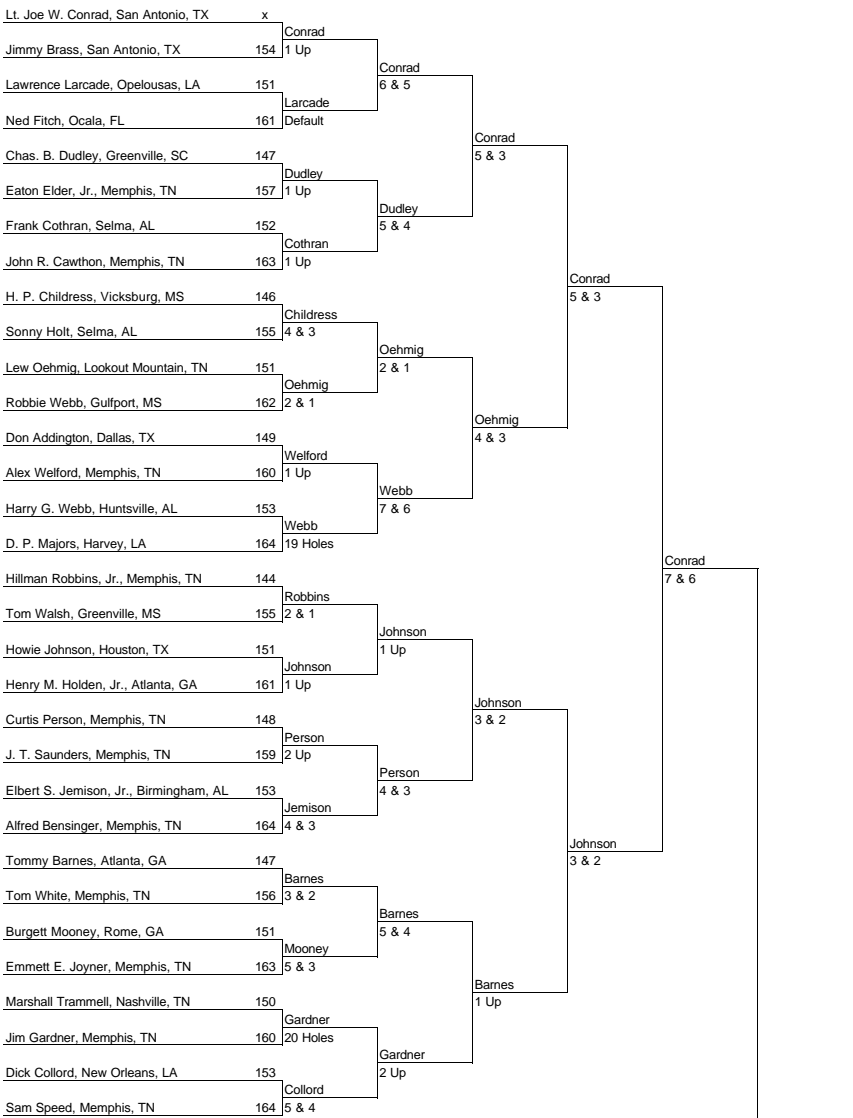 Lt. Joe W. Conrad, San Antonio, TX x
Conrad
Jimmy Brass, San Antonio, TX 154 1 Up
Conrad
Lawrence Larcade, Opelousas, LA 151 6 & 5
Larcade
Ned Fitch, Ocala, FL 161 Default
Conrad
Chas. B. Dudley, Greenville, SC 147 5 & 3
Dudley
Eaton Elder, Jr., Memphis, TN 157 1 Up
Dudley
Frank Cothran, Selma, AL 152 5 & 4
Cothran
John R. Cawthon, Memphis, TN 163 1 Up
Conrad
H. P. Childress, Vicksburg, MS 146 5 & 3
Childress
Sonny Holt, Selma, AL 155 4 & 3
Oehmig
Lew Oehmig, Lookout Mountain, TN 151 2 & 1
Oehmig
Robbie Webb, Gulfport, MS 162 2 & 1
Oehmig
Don Addington, Dallas, TX 149 4 & 3
Welford
Alex Welford, Memphis, TN 160 1 Up
Webb
Harry G. Webb, Huntsville, AL 153 7 & 6
Webb
D. P. Majors, Harvey, LA 164 19 Holes
Conrad
Hillman Robbins, Jr., Memphis, TN 144 7 & 6
Robbins
Tom Walsh, Greenville, MS 155 2 & 1
Johnson
Howie Johnson, Houston, TX 151 1 Up
Johnson
Henry M. Holden, Jr., Atlanta, GA 161 1 Up
Johnson
Curtis Person, Memphis, TN 148 3 & 2
Person
J. T. Saunders, Memphis, TN 159 2 Up
Person
Elbert S. Jemison, Jr., Birmingham, AL 153 4 & 3
Jemison
Alfred Bensinger, Memphis, TN 164 4 & 3
Johnson
Tommy Barnes, Atlanta, GA 147 3 & 2
Barnes
Tom White, Memphis, TN 156 3 & 2
Barnes
Burgett Mooney, Rome, GA 151 5 & 4
Mooney
Emmett E. Joyner, Memphis, TN 163 5 & 3
Barnes
Marshall Trammell, Nashville, TN 150 1 Up
Gardner
Jim Gardner, Memphis, TN 160 20 Holes
Gardner
Dick Collord, New Orleans, LA 153 2 Up
Collord
Sam Speed, Memphis, TN 164 5 & 4